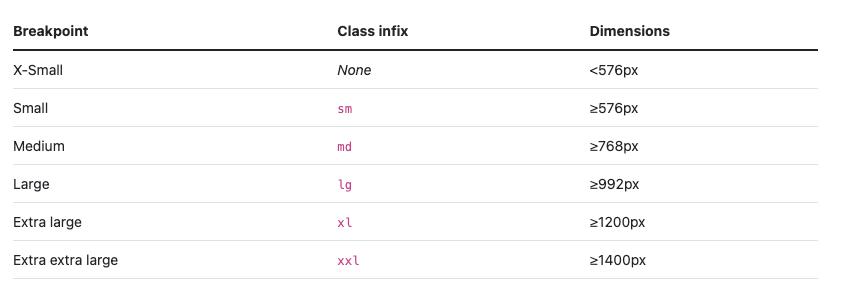 Breakpoint Class infix Dimensions
X-Small None <576px
Small sm ≥576px
Medium md ≥768px
Large lg ≥992px
Extra large xl ≥1200px
Extra extra large xxl ≥1400px